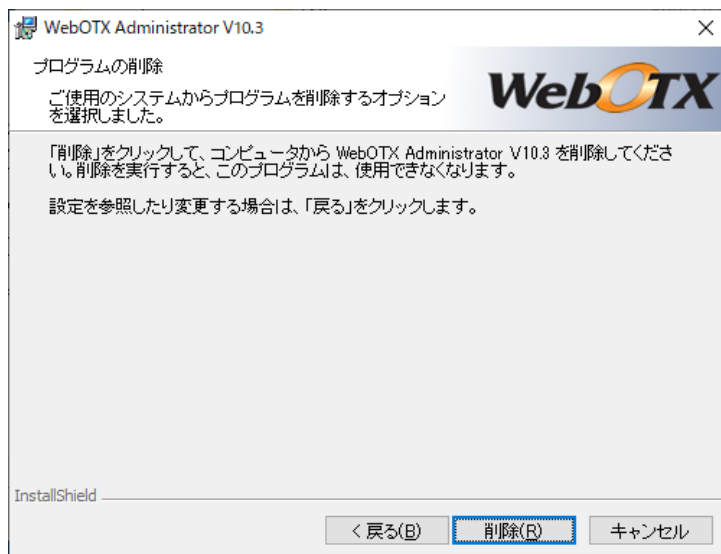 WebOTX Administrator V10.3
プログラムの削除
ご使用のシステムからプログラムを削除するオプション
を選択しました。
WebOTX
「削除」をクリックして、コンピュータから WebOTX Administrator V10.3 を削除してくださ
い。削除を実行すると、このプログラムは、使用できなくなります。
設定を参照したり変更する場合は、「戻る」をクリックします。
InstallShield
< 戻る(B)
削除(R)
キャンセル